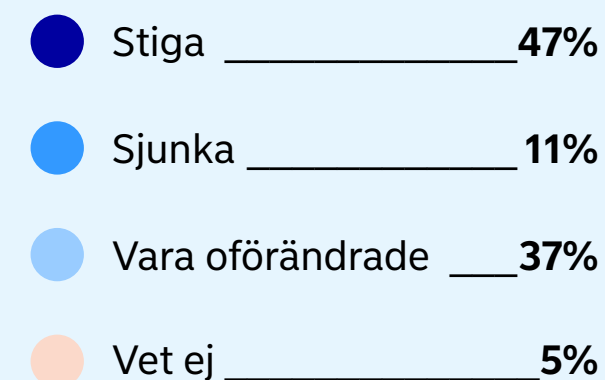 Stiga 47%
Sjunka 11%
Vara oförändrade 37%
Vet ej 5%